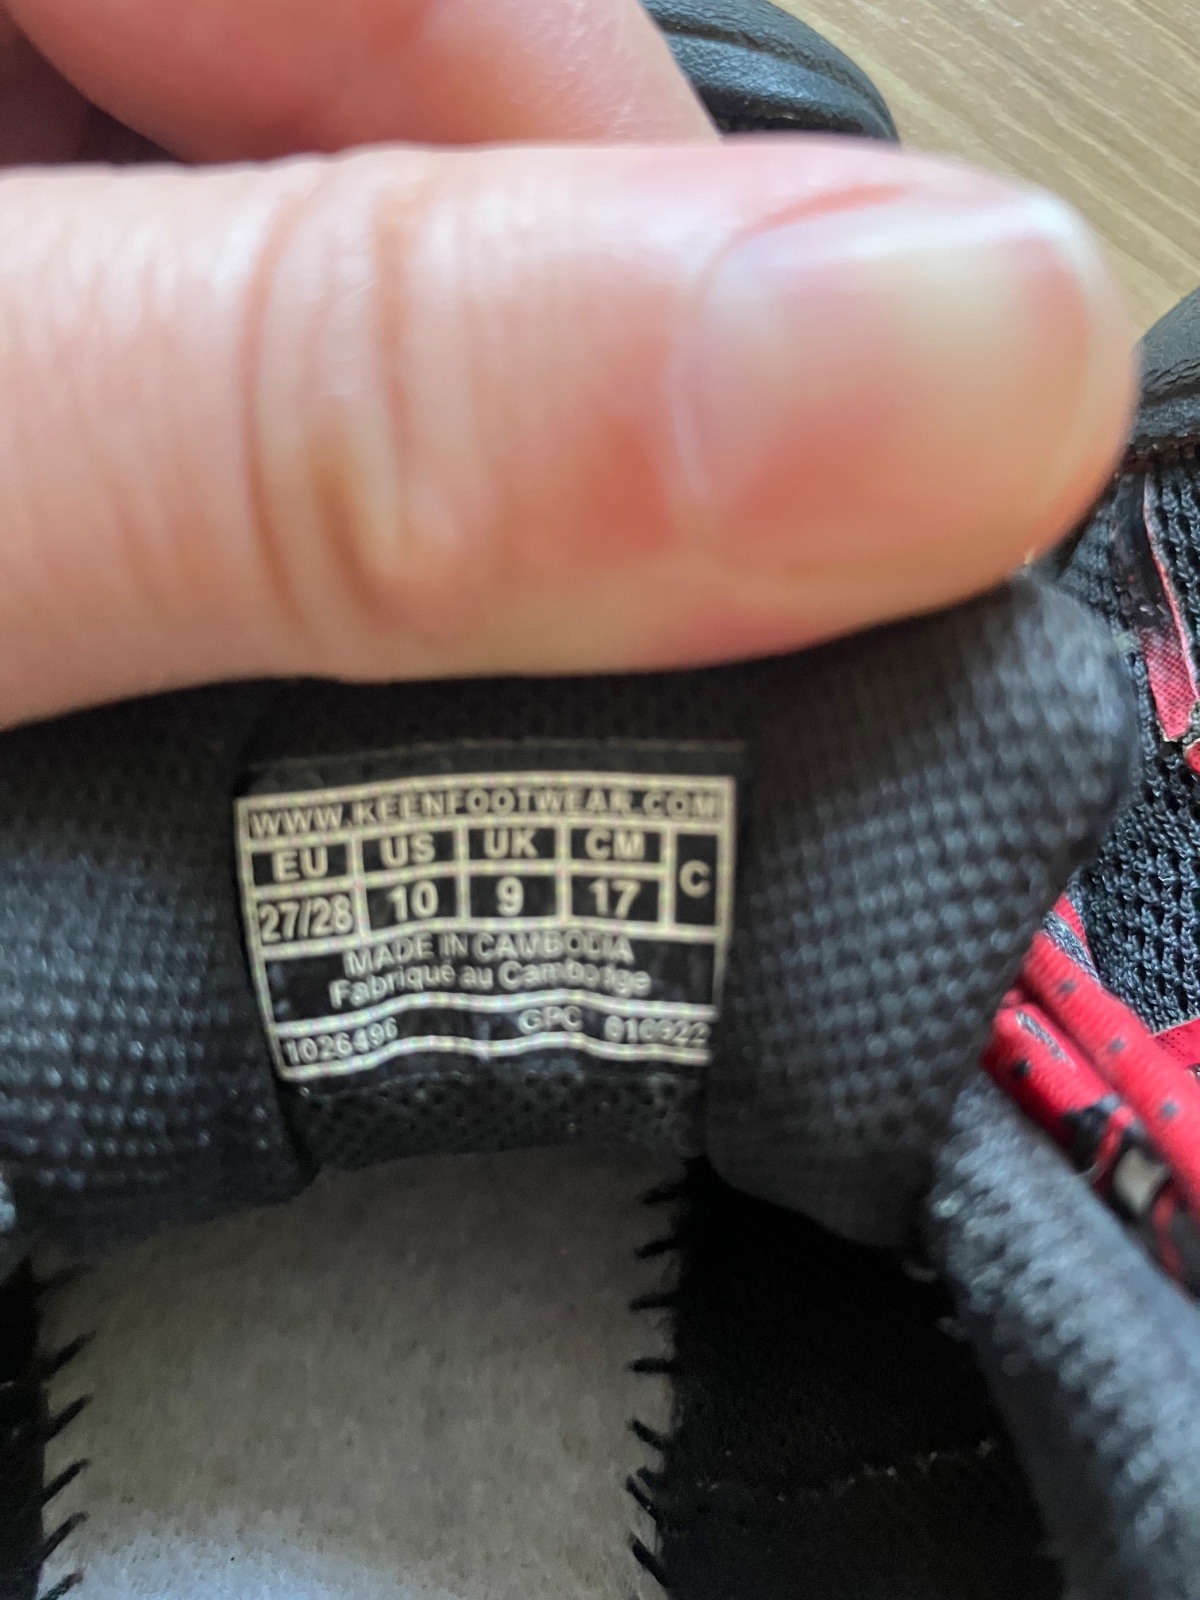 WWW.KEENFOOTWEAR.COM
EU US UK CM C
27/28 10 9 17
MADE IN CAMBODIA
Fabriqué au Cambodge
1026496 GPC